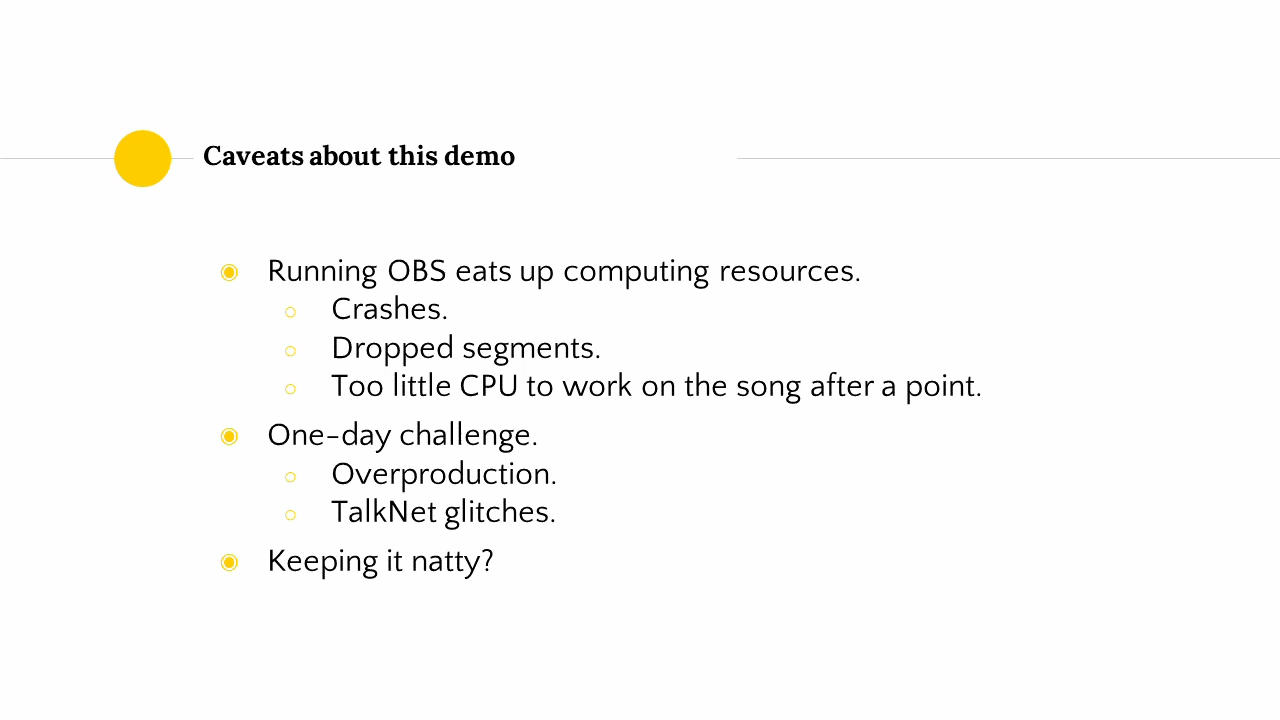 Caveats about this demo
Running OBS eats up computing resources.
Crashes.
Dropped segments.
Too little CPU to work on the song after a point.
One-day challenge.
Overproduction.
TalkNet glitches.
Keeping it natty?